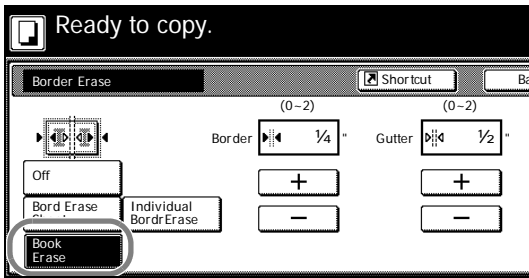 Ready to copy.
Border Erase
Shortcut
Ba
(0~2)
(0~2)
Border 1/4 "
Gutter 1/2 "
Off
+
+
Bord Erase
Individual
BordrErase
−
−
Book
Erase